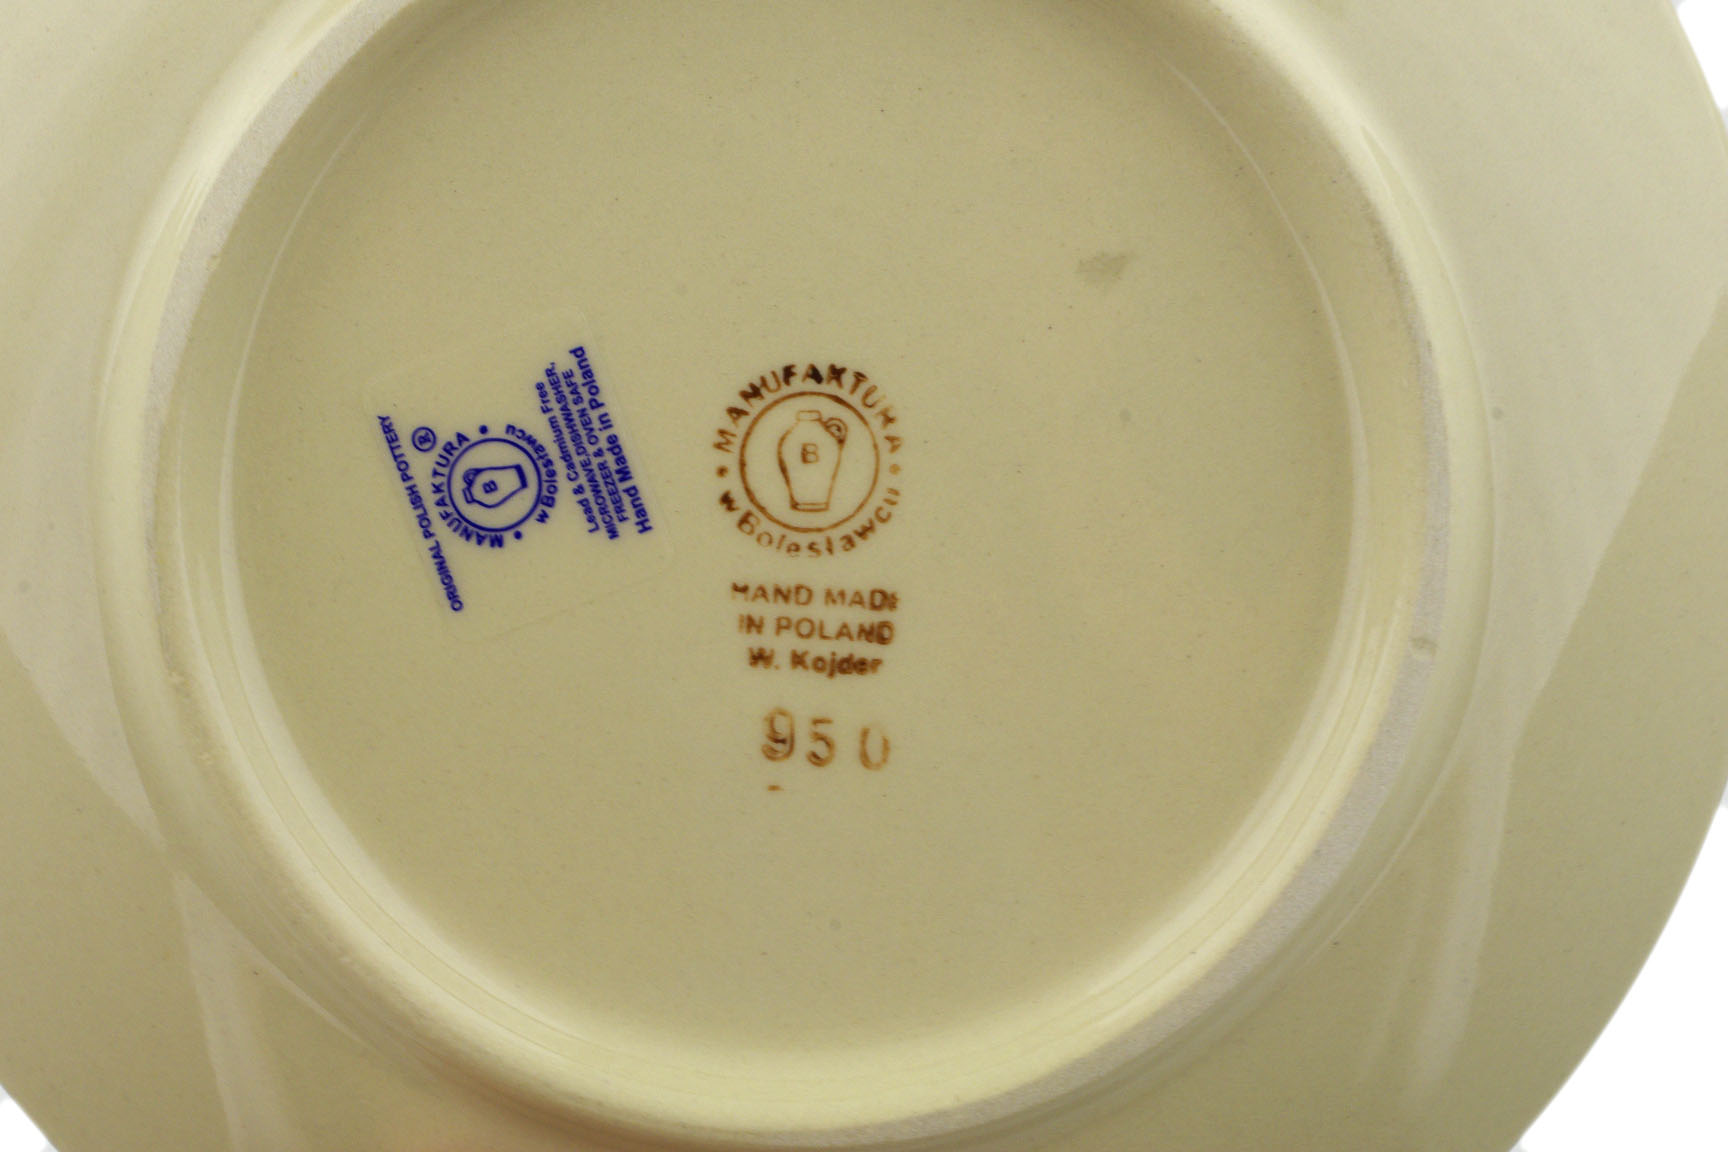 ORIGINAL POLISH POTTERY
®
MANUFAKTURA
B
w Bolesławcu
Lead & Cadmium Free
MICROWAVE, DISHWASHER,
FREEZER & OVEN SAFE
Hand Made in Poland
MANUFAKTURA
B
w Bolesławcu
HAND MADE
IN POLAND
W. Kojder
950